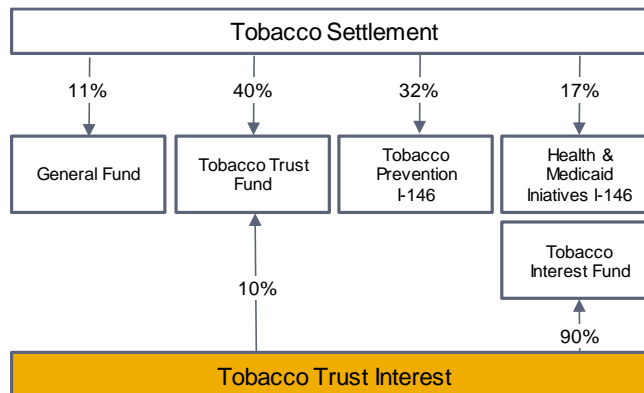 Tobacco Settlement
11%
40%
32%
17%
General Fund
Tobacco Trust
Fund
Tobacco
Prevention
I-146
Health &
Medicaid
Iniatives I-146
Tobacco
Interest Fund
10%
90%
Tobacco Trust Interest